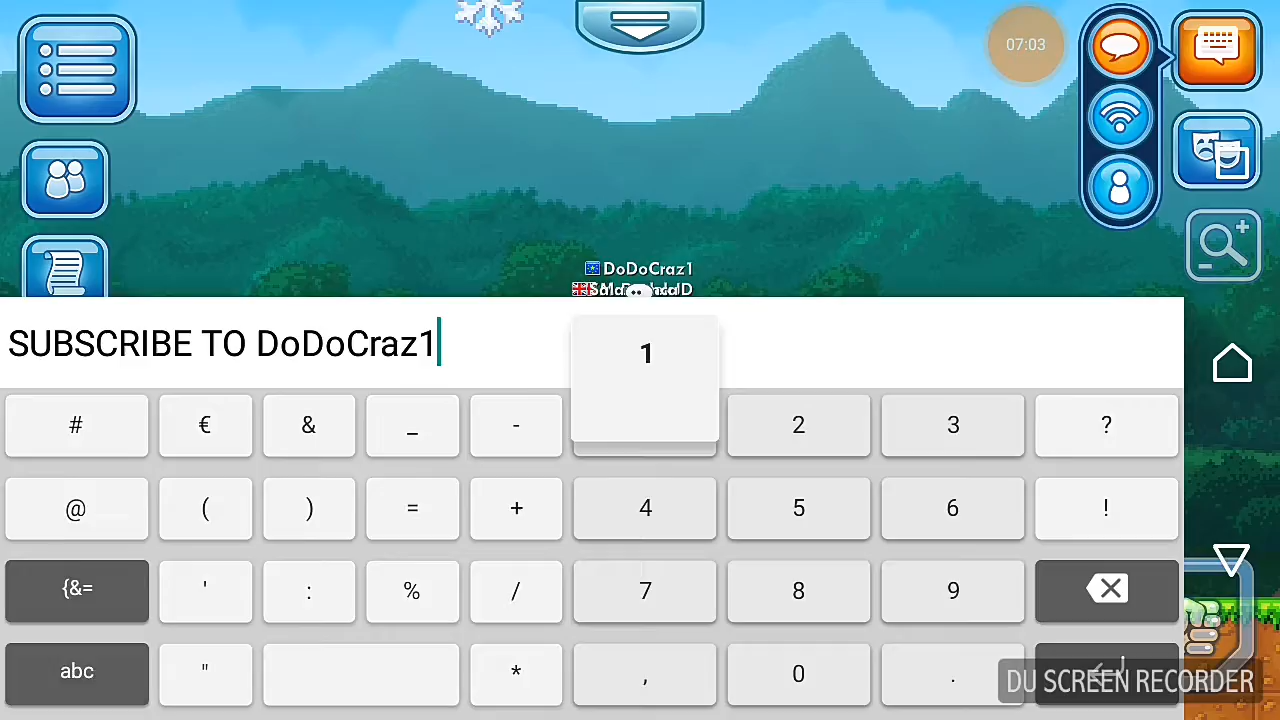 07:03
DoDoCraz1
SUBSCRIBE TO DoDoCraz1
1
# € & _ - 2 3 ?
@ ( ) = + 4 5 6 !
{&= ' : % / 7 8 9
abc " * , 0 .
DU SCREEN RECORDER